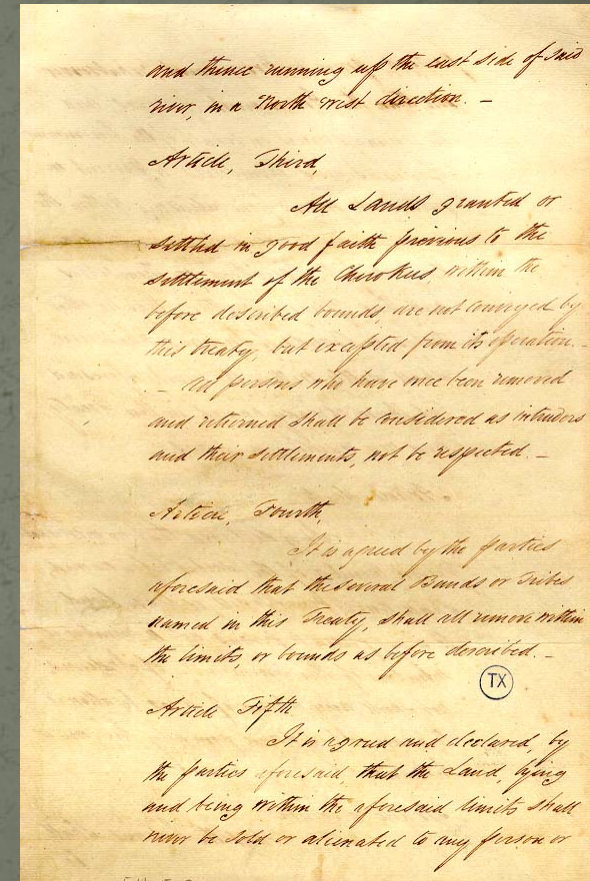 and thence running up the east side of said
river, in a North west direction. —
Article, Third,
All Lands granted or
settled in good faith previous to the
settlement of the Cherokees, within the
before described bounds, are not conveyed by
this treaty, but excepted from its operation. —
— All persons who have once been removed
and returned shall be considered as intruders
and their settlements, not be respected. —
Article, Fourth,
It is agreed by the parties
aforesaid that the several Bands or Tribes
named in this Treaty, shall all remove within
the limits, or bounds as before described. —
TX
Article Fifth
It is agreed and declared, by
the parties aforesaid, that the Land, lying
and being within the aforesaid limits shall
never be sold or alienated to any person or